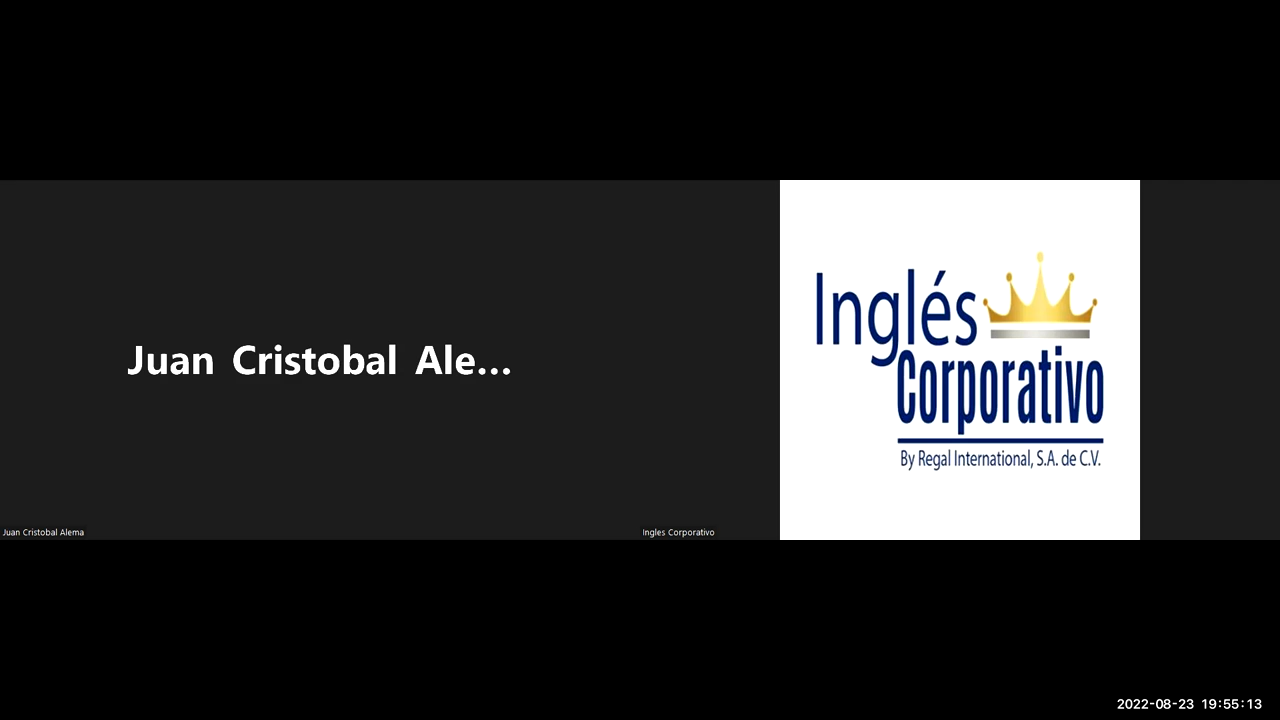 Juan Cristobal Ale...
Juan Cristobal Alema
Inglés
Corporativo
By Regal International, S.A. de C.V.
Ingles Corporativo
2022-08-23 19:55:13